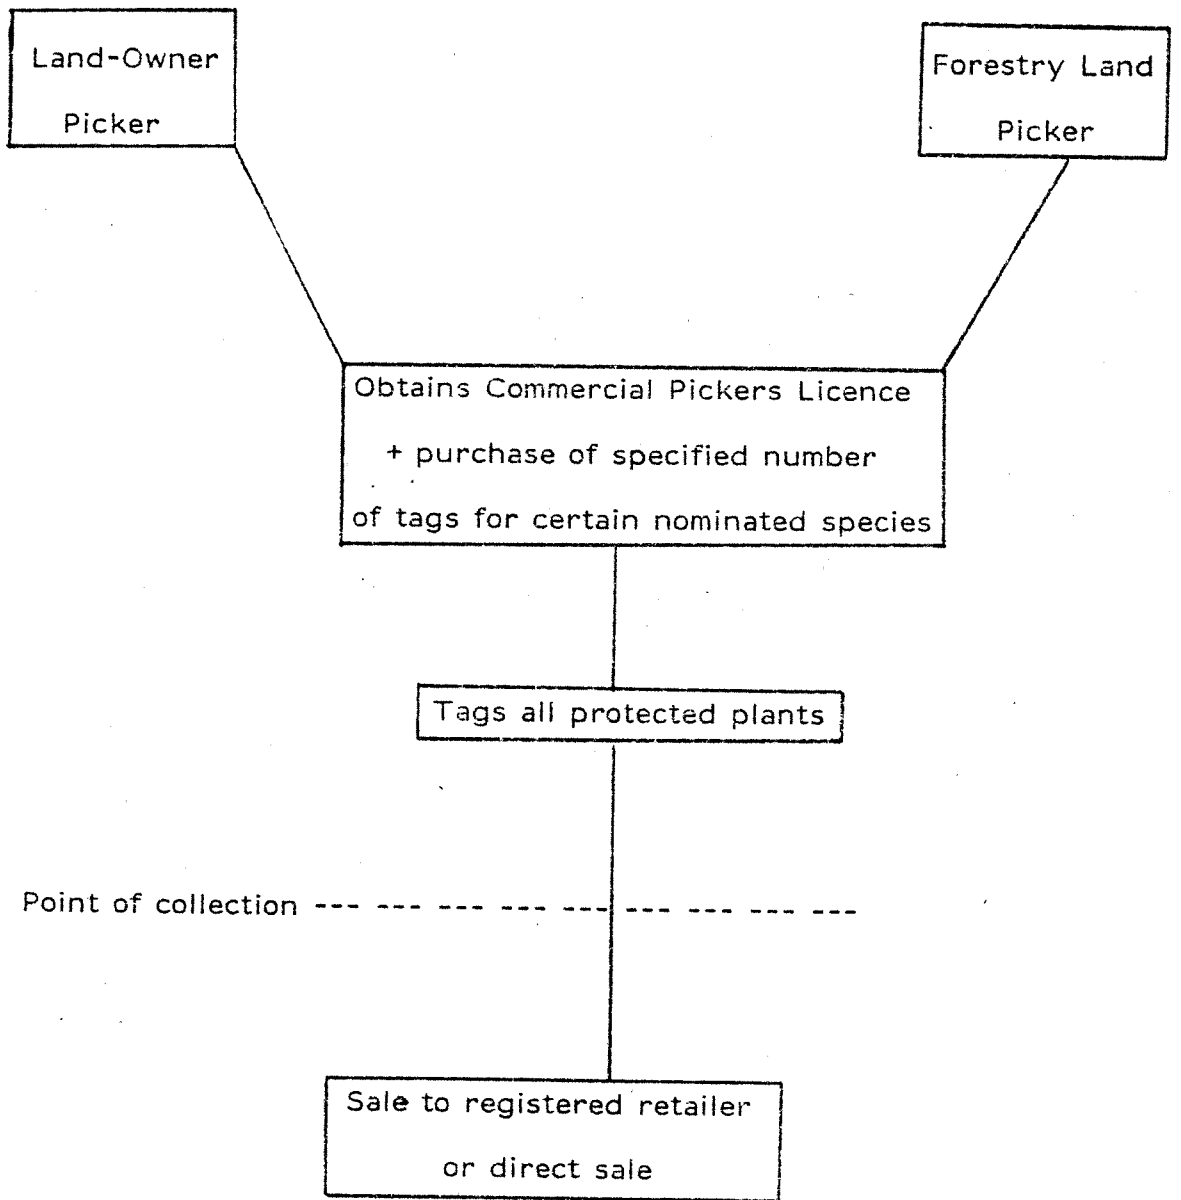 Land-Owner
Picker
Forestry Land
Picker
Obtains Commercial Pickers Licence
+ purchase of specified number
of tags for certain nominated species
Tags all protected plants
Point of collection --- --- --- --- --- --- --- --- ---
Sale to registered retailer
or direct sale